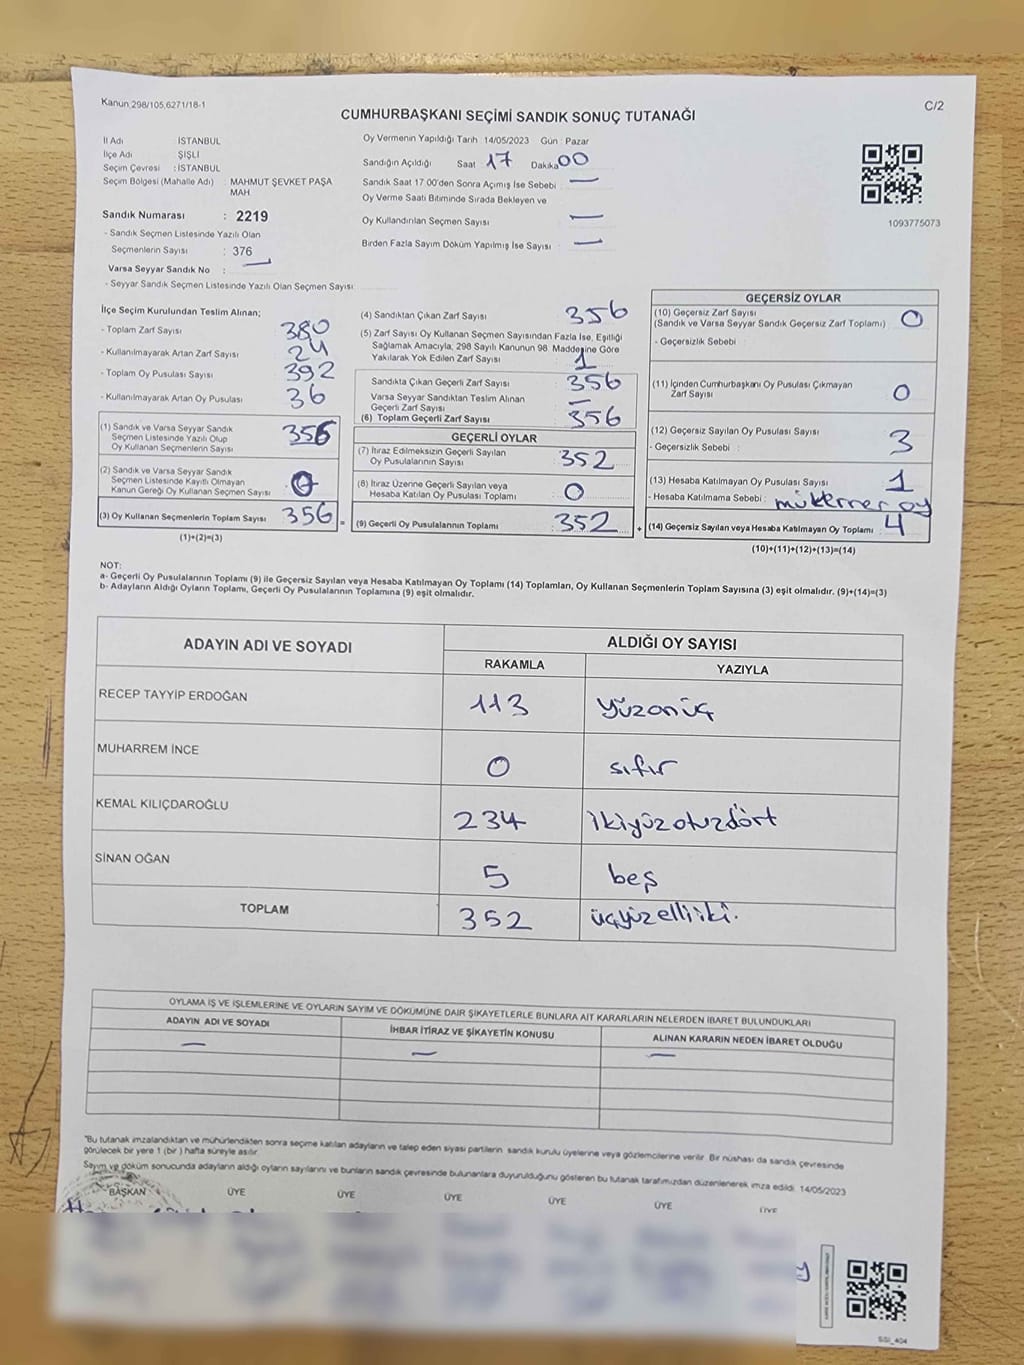 Kanun 298/105,6271/18-1
C/2
CUMHURBAŞKANI SEÇİMİ SANDIK SONUÇ TUTANAĞI
İl Adı İSTANBUL
İlçe Adı ŞİŞLİ
Seçim Çevresi : İSTANBUL
Seçim Bölgesi (Mahalle Adı) : MAHMUT ŞEVKET PAŞA
MAH
Sandık Numarası : 2219
- Sandık Seçmen Listesinde Yazılı Olan
Seçmenlerin Sayısı : 376
Varsa Seyyar Sandık No : —
- Seyyar Sandık Seçmen Listesinde Yazılı Olan Seçmen Sayısı
Oy Vermenin Yapıldığı Tarih 14/05/2023 Gün : Pazar
Sandığın Açıldığı Saat 17 Dakika 00
Sandık Saat 17 00'den Sonra Açımış İse Sebebi —
Oy Verme Saati Bitiminde Sırada Bekleyen ve
Oy Kullandırılan Seçmen Sayısı —
Birden Fazla Sayım Döküm Yapılmış İse Sayısı —
1093775073
İlçe Seçim Kurulundan Teslim Alınan;
- Toplam Zarf Sayısı 380
- Kullanılmayarak Artan Zarf Sayısı 24
- Toplam Oy Pusulası Sayısı 392
- Kullanılmayarak Artan Oy Pusulası 36
(1) Sandık ve Varsa Seyyar Sandık
Seçmen Listesinde Yazılı Olup
Oy Kullanan Seçmenlerin Sayısı 356
(2) Sandık ve Varsa Seyyar Sandık
Seçmen Listesinde Kayıtlı Olmayan
Kanun Gereği Oy Kullanan Seçmen Sayısı 0
(3) Oy Kullanan Seçmenlerin Toplam Sayısı 356 =
(1)+(2)=(3)
(4) Sandıktan Çıkan Zarf Sayısı 356
(5) Zarf Sayısı Oy Kullanan Seçmen Sayısından Fazla İse, Eşitliği
Sağlamak Amacıyla, 298 Sayılı Kanunun 98 Maddesine Göre
Yakılarak Yok Edilen Zarf Sayısı 1
Sandıkta Çıkan Geçerli Zarf Sayısı 356
Varsa Seyyar Sandıktan Teslim Alınan
Geçerli Zarf Sayısı —
(6) Toplam Geçerli Zarf Sayısı 356
GEÇERLİ OYLAR
(7) İtiraz Edilmeksizin Geçerli Sayılan
Oy Pusulalarının Sayısı 352
(8) İtiraz Üzerine Geçerli Sayılan veya
Hesaba Katılan Oy Pusulası Toplamı 0
(9) Geçerli Oy Pusulalarının Toplamı 352 +
GEÇERSİZ OYLAR
(10) Geçersiz Zarf Sayısı
(Sandık ve Varsa Seyyar Sandık Geçersiz Zarf Toplamı) 0
- Geçersizlik Sebebi :
(11) İçinden Cumhurbaşkanı Oy Pusulası Çıkmayan
Zarf Sayısı 0
(12) Geçersiz Sayılan Oy Pusulası Sayısı 3
- Geçersizlik Sebebi :
(13) Hesaba Katılmayan Oy Pusulası Sayısı 1
- Hesaba Katılmama Sebebi : mükerrer oy
(14) Geçersiz Sayılan veya Hesaba Katılmayan Oy Toplamı 4
(10)+(11)+(12)+(13)=(14)
NOT:
a- Geçerli Oy Pusulalarının Toplamı (9) ile Geçersiz Sayılan veya Hesaba Katılmayan Oy Toplamı (14) Toplamları, Oy Kullanan Seçmenlerin Toplam Sayısına (3) eşit olmalıdır. (9)+(14)=(3)
b- Adayların Aldığı Oyların Toplamı, Geçerli Oy Pusulalarının Toplamına (9) eşit olmalıdır.
ADAYIN ADI VE SOYADI
ALDIĞI OY SAYISI
RAKAMLA YAZIYLA
RECEP TAYYİP ERDOĞAN 113 yüzonüç
MUHARREM İNCE 0 sıfır
KEMAL KILIÇDAROĞLU 234 ikiyüzotuzdört
SİNAN OĞAN 5 beş
TOPLAM 352 üçyüzelliiki.
OYLAMA İŞ VE İŞLEMLERİNE VE OYLARIN SAYIM VE DÖKÜMÜNE DAİR ŞİKAYETLERLE BUNLARA AİT KARARLARIN NELERDEN İBARET BULUNDUKLARI
ADAYIN ADI VE SOYADI İHBAR İTİRAZ VE ŞİKAYETİN KONUSU ALINAN KARARIN NEDEN İBARET OLDUĞU
— — —
"Bu tutanak imzalandıktan ve mühürlendikten sonra seçime katılan adayların ve talep eden siyasi partilerin sandık kurulu üyelerine veya gözlemcilerine verilir. Bir nüshası da sandık çevresinde
görülecek bir yere 1 (bir) hafta süreyle asılır.
Sayım ve döküm sonucunda adayların aldığı oyların sayılarını ve bunların sandık çevresinde bulunanlara duyurulduğunu gösteren bu tutanak tarafımızdan düzenlenerek imza edildi. 14/05/2023
BAŞKAN ÜYE ÜYE ÜYE ÜYE ÜYE ÜYE
SSI_404